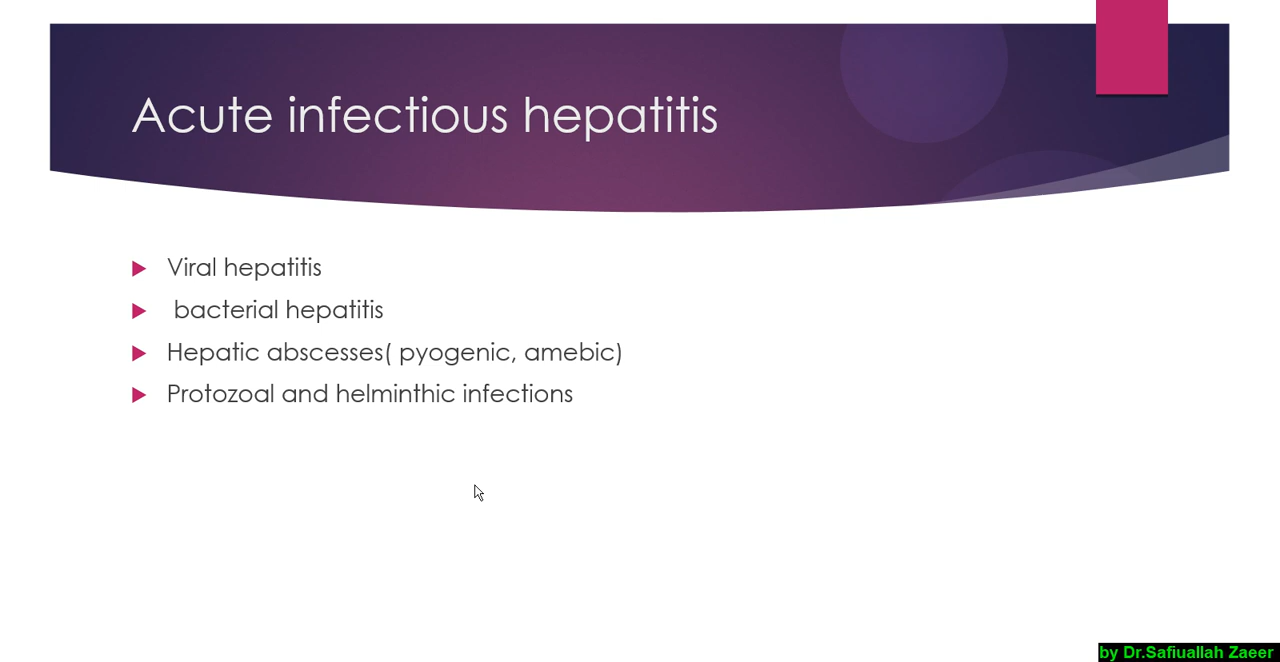 Acute infectious hepatitis
Viral hepatitis
bacterial hepatitis
Hepatic abscesses( pyogenic, amebic)
Protozoal and helminthic infections
by Dr.Safiuallah Zaeer